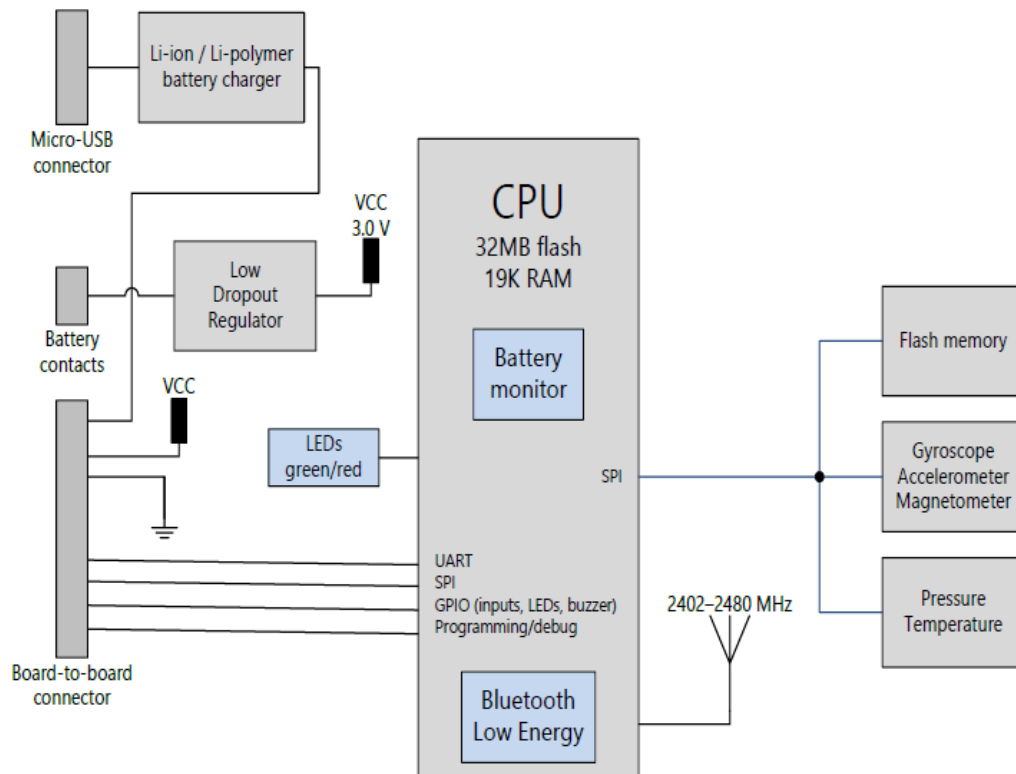 Li-ion / Li-polymer
battery charger
Micro-USB
connector
VCC
3.0 V
Low
Dropout
Regulator
Battery
contacts
VCC
LEDs
green/red
Board-to-board
connector
CPU
32MB flash
19K RAM
Battery
monitor
SPI
UART
SPI
GPIO (inputs, LEDs, buzzer)
Programming/debug
Bluetooth
Low Energy
2402–2480 MHz
Flash memory
Gyroscope
Accelerometer
Magnetometer
Pressure
Temperature